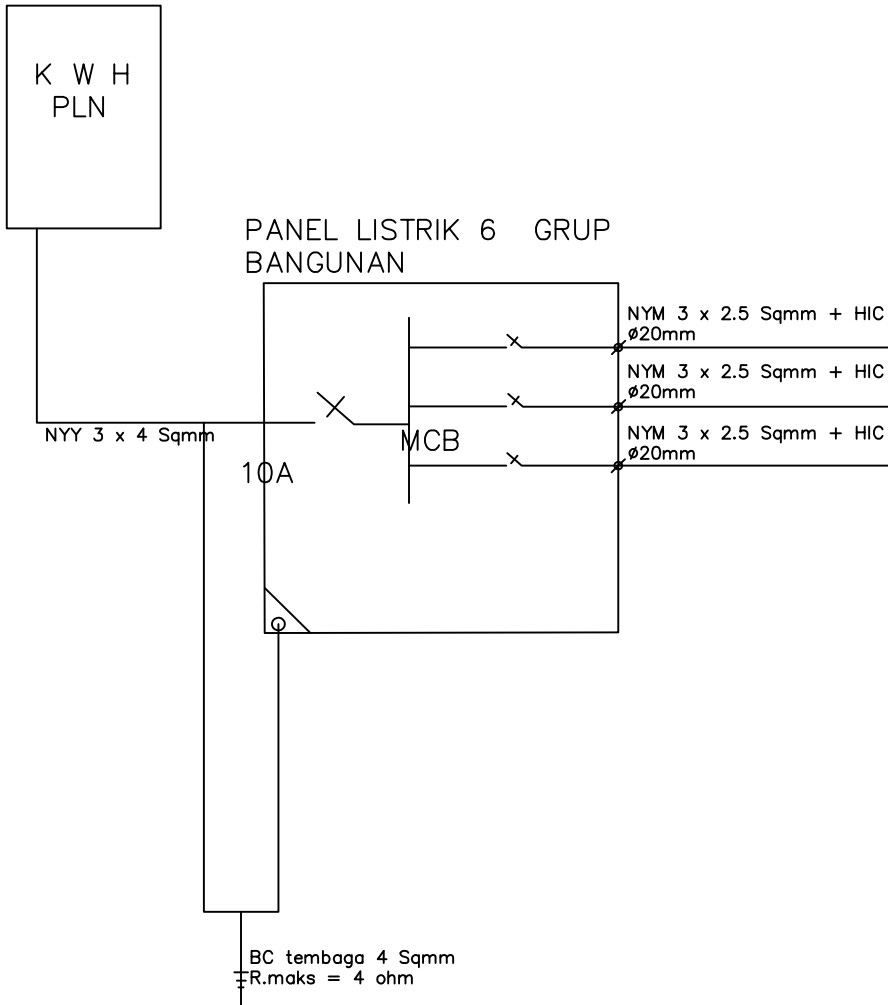 K W H
PLN
PANEL LISTRIK 6 GRUP
BANGUNAN
NYM 3 x 2.5 Sqmm + HIC
ø20mm
NYM 3 x 2.5 Sqmm + HIC
ø20mm
NYM 3 x 2.5 Sqmm + HIC
ø20mm
NYY 3 x 4 Sqmm
MCB
10A
BC tembaga 4 Sqmm
R.maks = 4 ohm